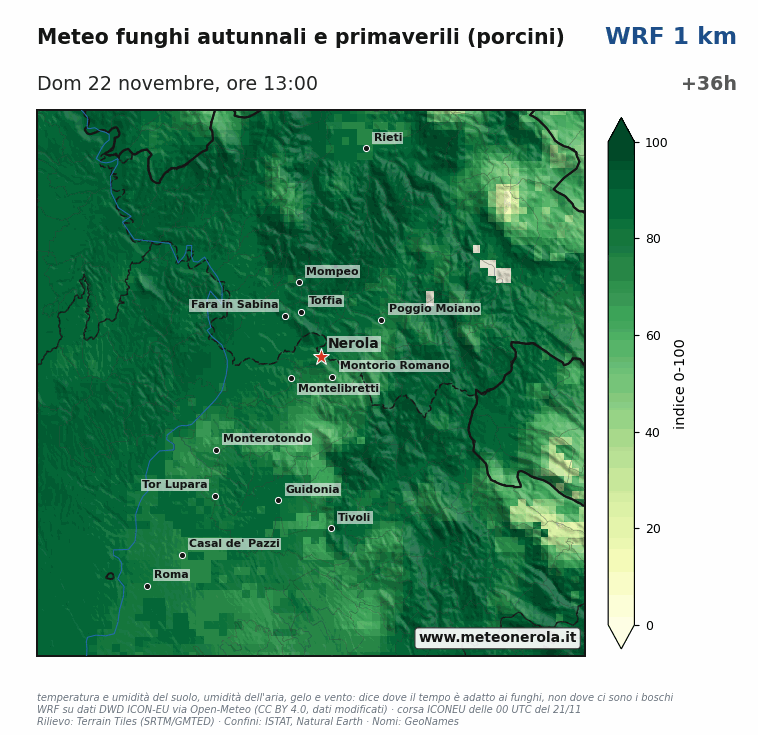 Meteo funghi autunnali e primaverili (porcini)
WRF 1 km
Dom 22 novembre, ore 13:00
+36h
Rieti
Mompeo
Toffia
Fara in Sabina
Poggio Moiano
Nerola
Montorio Romano
Montelibretti
Monterotondo
Tor Lupara
Guidonia
Tivoli
Casal de' Pazzi
Roma
www.meteonerola.it
100
80
60
40
20
0
indice 0-100
temperatura e umidità del suolo, umidità dell'aria, gelo e vento: dice dove il tempo è adatto ai funghi, non dove ci sono i boschi
WRF su dati DWD ICON-EU via Open-Meteo (CC BY 4.0, dati modificati) · corsa ICONEU delle 00 UTC del 21/11
Rilievo: Terrain Tiles (SRTM/GMTED) · Confini: ISTAT, Natural Earth · Nomi: GeoNames